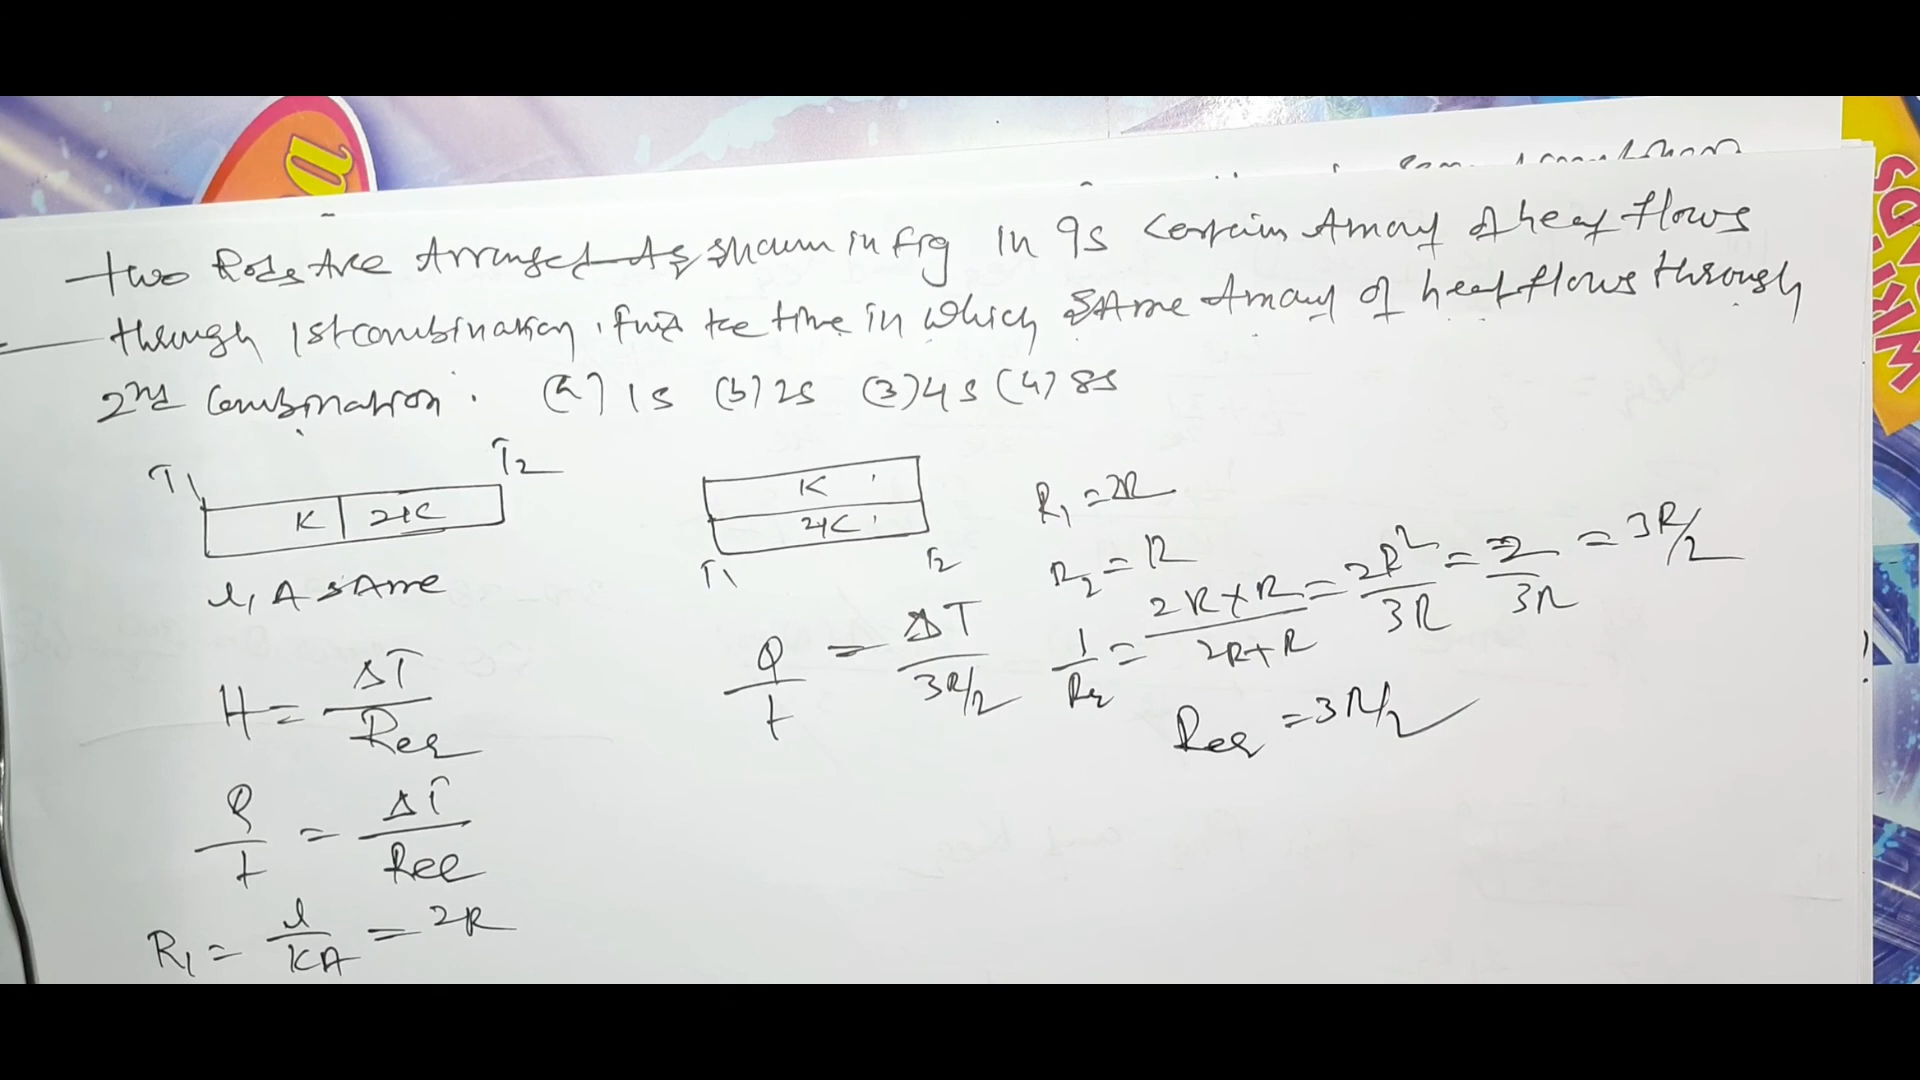 two Rods Are Arranged As shown in fig in 9s certain Amount of heat flows
through 1st combination. find the time in which SAme Amount of heat flows through
2nd Combination. (a) 1s (b) 2s (3) 4s (4) 8s
T1 T2
K 2K
l, A sAme
K
2K
T1 T2
H = ΔT / Req
Q / t = ΔT / Req
R1 = l / KA = 2R
Q / t = ΔT / 3R/2
R1 = 2R
R2 = R
1 / Req = 2R × R / 2R + R = 2R² / 3R = 2 / 3R = 3R/2
Req = 3R/2